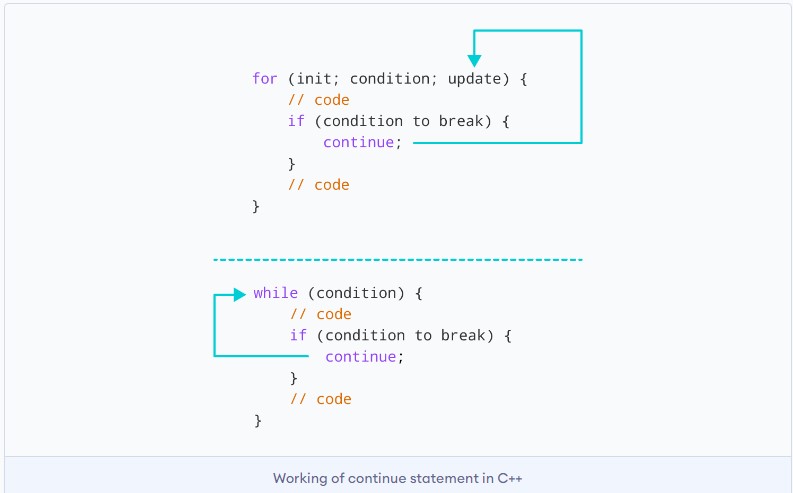 for (init; condition; update) {
// code
if (condition to break) {
continue;
}
// code
}
while (condition) {
// code
if (condition to break) {
continue;
}
// code
}
Working of continue statement in C++